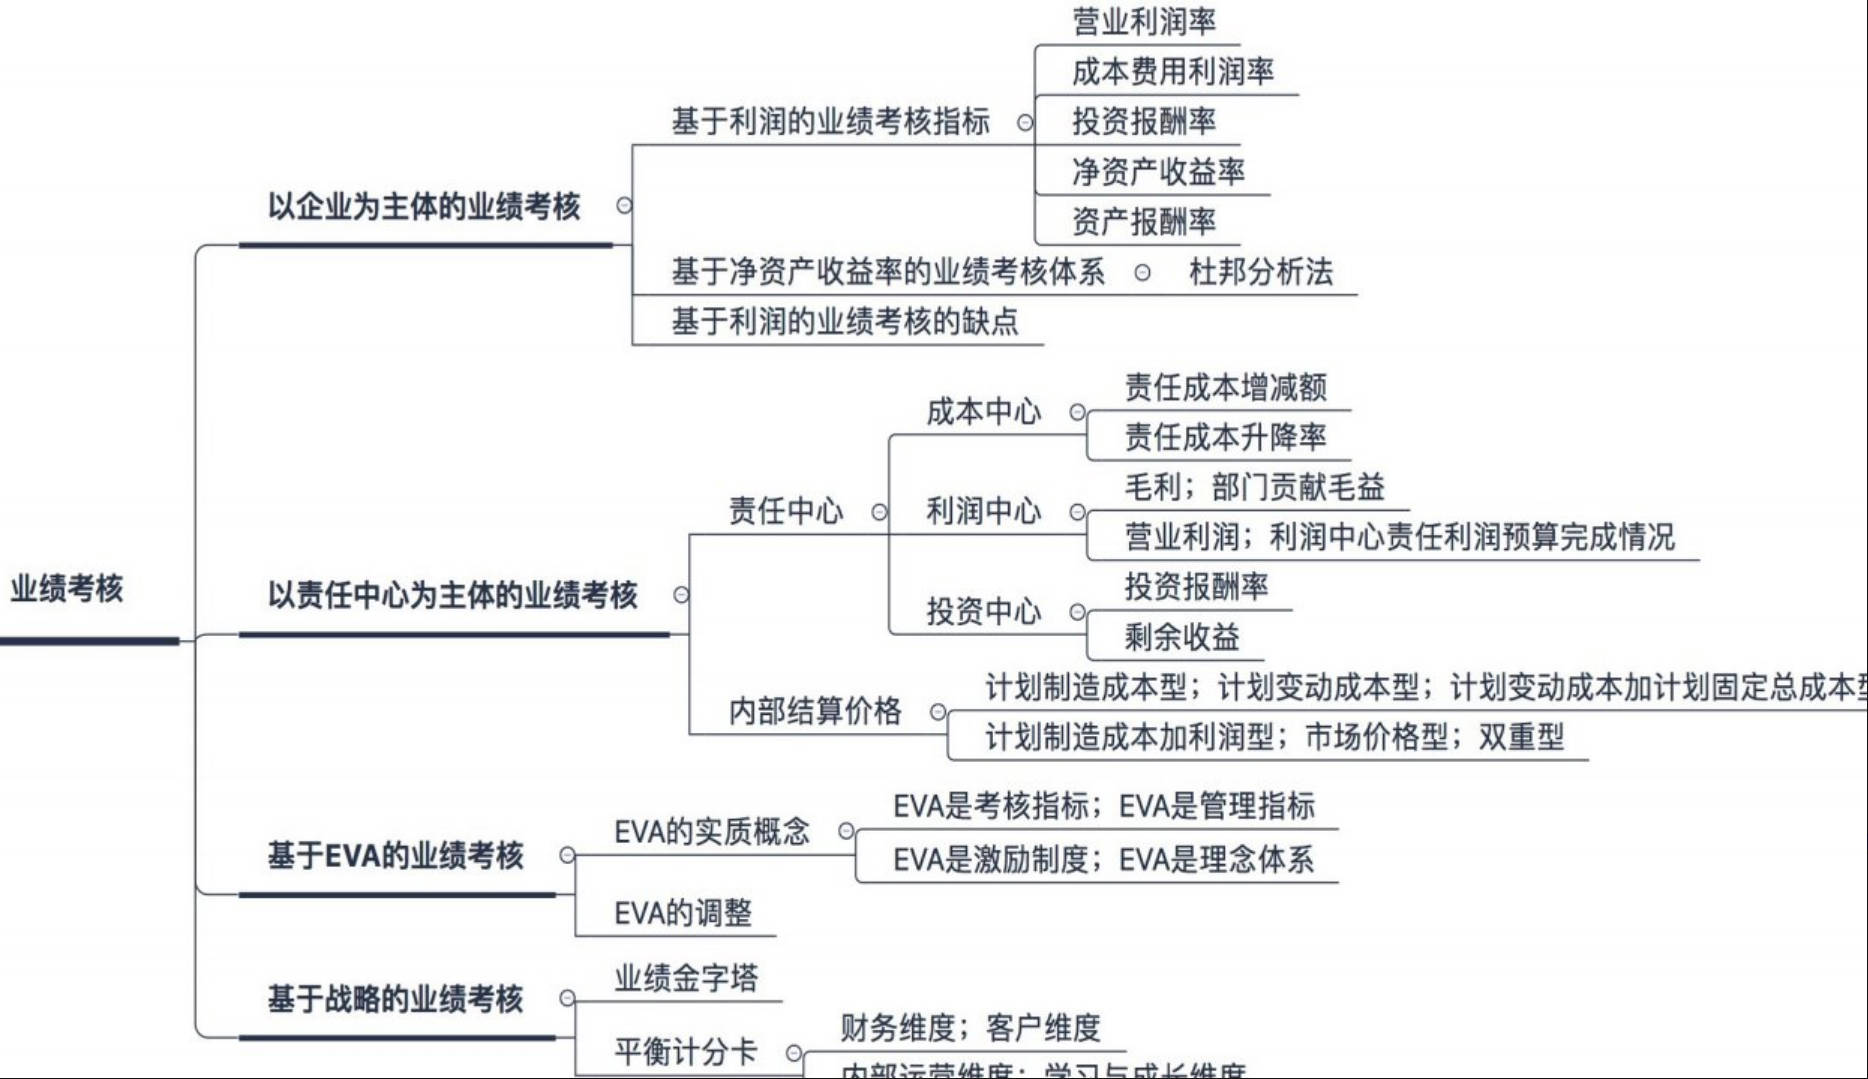 营业利润率
成本费用利润率
基于利润的业绩考核指标
投资报酬率
净资产收益率
以企业为主体的业绩考核
资产报酬率
基于净资产收益率的业绩考核体系
杜邦分析法
基于利润的业绩考核的缺点
责任成本增减额
成本中心
责任成本升降率
毛利；部门贡献毛益
责任中心
利润中心
营业利润；利润中心责任利润预算完成情况
业绩考核
以责任中心为主体的业绩考核
投资报酬率
投资中心
剩余收益
计划制造成本型；计划变动成本型；计划变动成本加计划固定总成本型
内部结算价格
计划制造成本加利润型；市场价格型；双重型
EVA是考核指标；EVA是管理指标
EVA的实质概念
基于EVA的业绩考核
EVA是激励制度；EVA是理念体系
EVA的调整
业绩金字塔
基于战略的业绩考核
财务维度；客户维度
平衡计分卡
内部运营维度；学习与成长维度